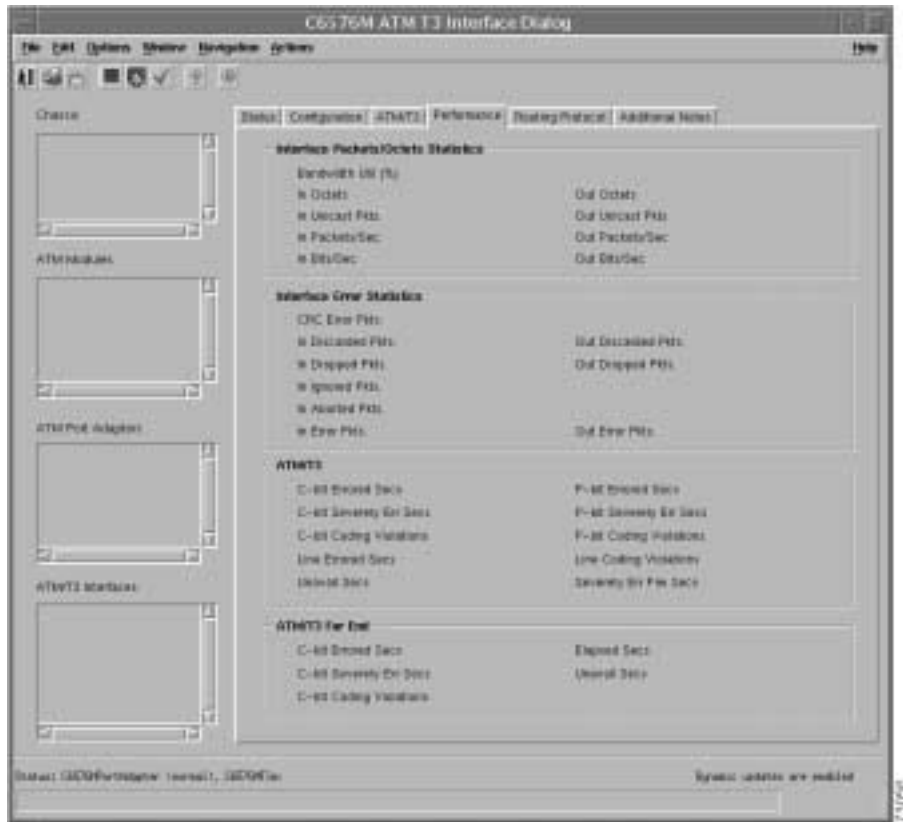 C6576M ATM T3 Interface Dialog
File Edit Options Window Navigation Actions Help
Chassis
ATM Modules
ATM Port Adaptors
ATM/T3 Interfaces
Status Configuration ATM/T3 Performance Routing Protocol Additional Notes
Interface Packets/Octets Statistics
Bandwidth Util (%)
In Octets Out Octets
In Unicast Pkts Out Unicast Pkts
In Packets/Sec Out Packets/Sec
In Bits/Sec Out Bits/Sec
Interface Error Statistics
CRC Error Pkts
In Discarded Pkts Out Discarded Pkts
In Dropped Pkts Out Dropped Pkts
In Ignored Pkts
In Aborted Pkts
In Error Pkts Out Error Pkts
ATM/T3
C-bit Errored Secs P-bit Errored Secs
C-bit Severely Err Secs P-bit Severely Err Secs
C-bit Coding Violations P-bit Coding Violations
Line Errored Secs Line Coding Violations
Unavail Secs Severely Err Frm Secs
ATM/T3 Far End
C-bit Errored Secs Elapsed Secs
C-bit Severely Err Secs Unavail Secs
C-bit Coding Violations
Status: Dynamic updates are enabled